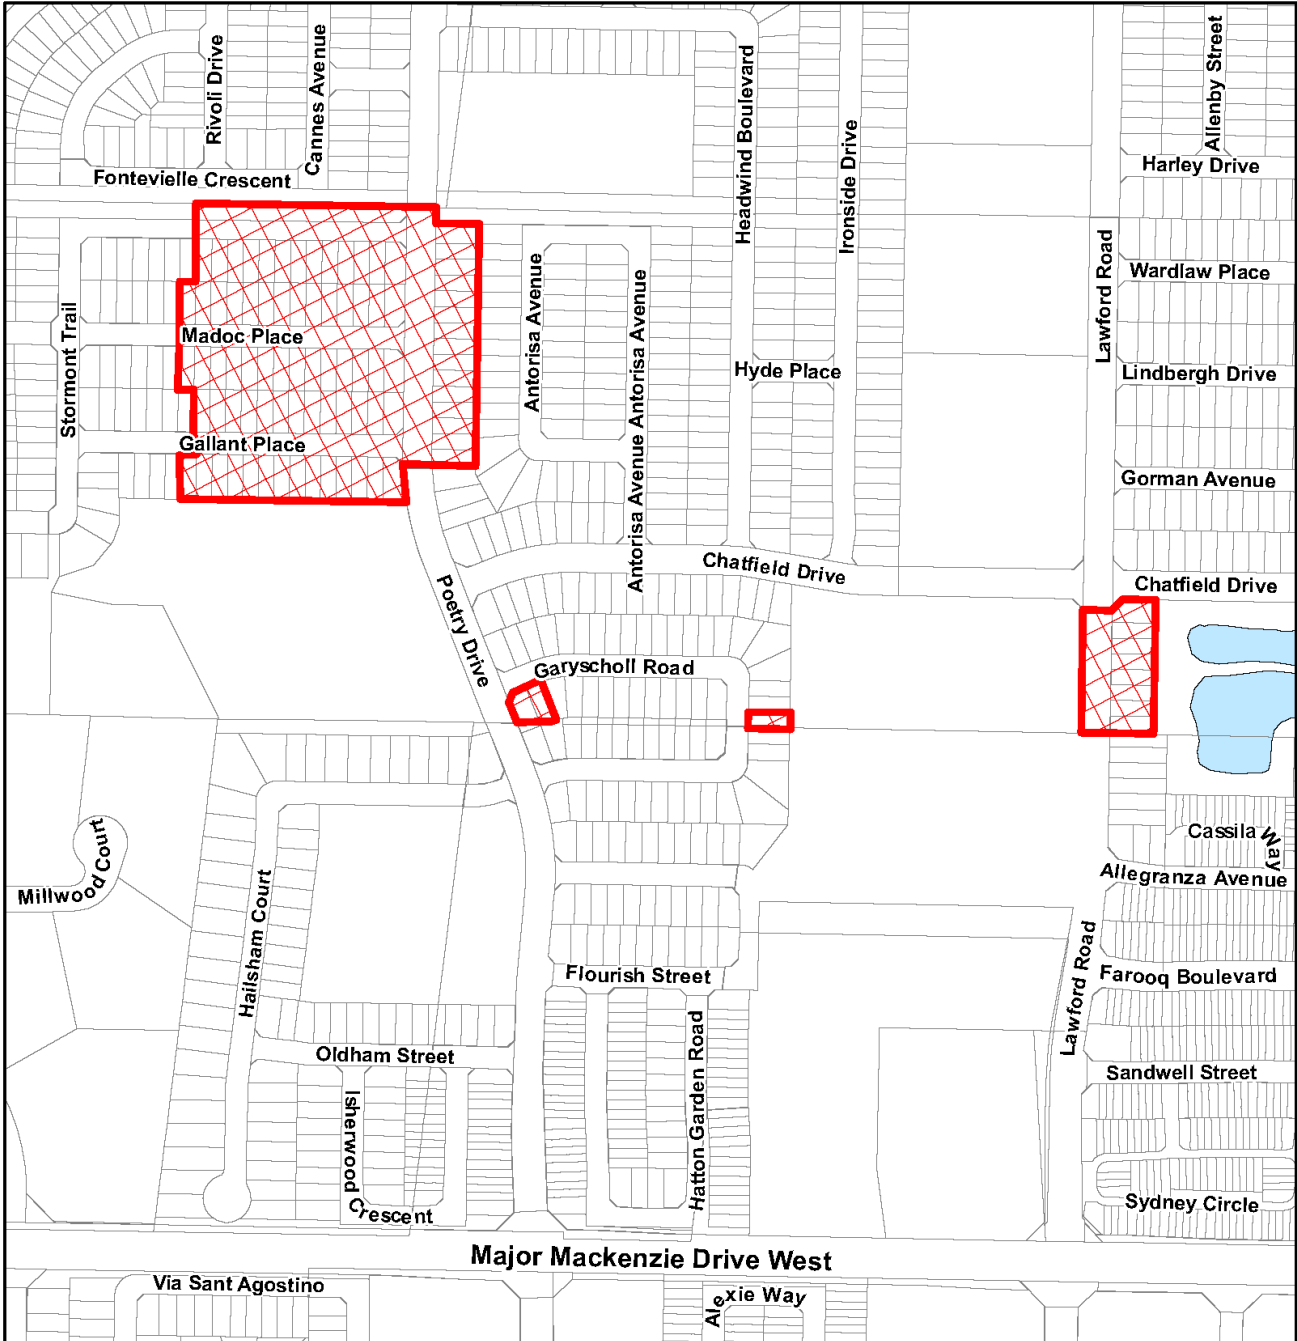 Rivoli Drive
Cannes Avenue
Headwind Boulevard
Ironside Drive
Allenby Street
Harley Drive
Fontevielle Crescent
Lawford Road
Wardlaw Place
Antorisa Avenue
Antorisa Avenue Antorisa Avenue
Stormont Trail
Madoc Place
Hyde Place
Lindbergh Drive
Gallant Place
Gorman Avenue
Chatfield Drive
Chatfield Drive
Poetry Drive
Garyscholl Road
Cassila Way
Millwood Court
Allegranza Avenue
Hailsham Court
Lawford Road
Flourish Street
Farooq Boulevard
Hatton Garden Road
Oldham Street
Sandwell Street
Isherwood Crescent
Sydney Circle
Major Mackenzie Drive West
Via Sant Agostino
Alexie Way